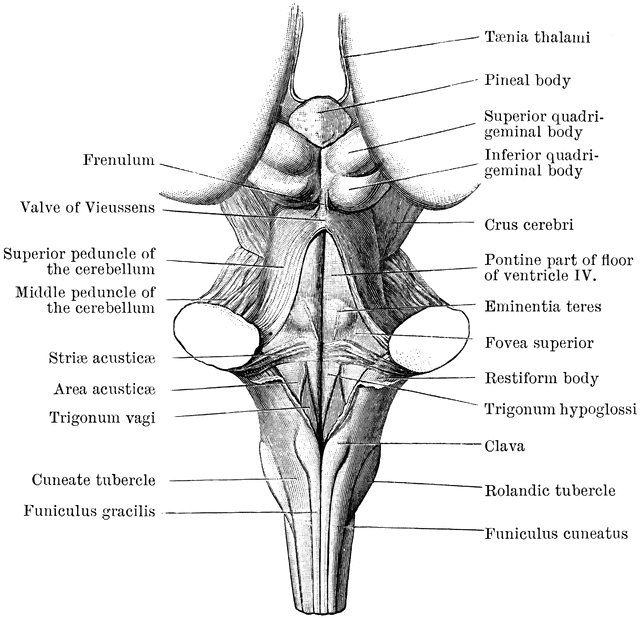 Tænia thalami
Pineal body
Superior quadri-
geminal body
Inferior quadri-
geminal body
Crus cerebri
Pontine part of floor
of ventricle IV.
Eminentia teres
Fovea superior
Restiform body
Trigonum hypoglossi
Clava
Rolandic tubercle
Funiculus cuneatus
Frenulum
Valve of Vieussens
Superior peduncle of
the cerebellum
Middle peduncle of
the cerebellum
Striæ acusticæ
Area acusticæ
Trigonum vagi
Cuneate tubercle
Funiculus gracilis